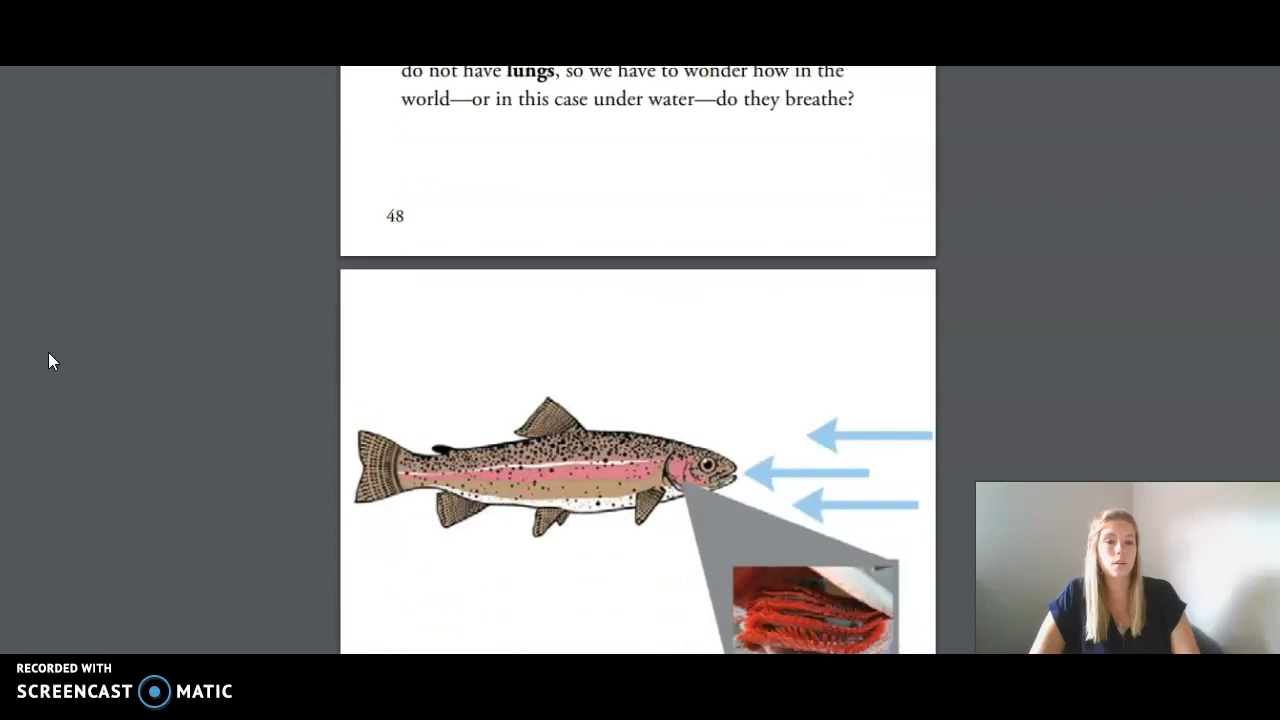 do not have lungs, so we have to wonder how in the
world—or in this case under water—do they breathe?
48
RECORDED WITH
SCREENCAST MATIC